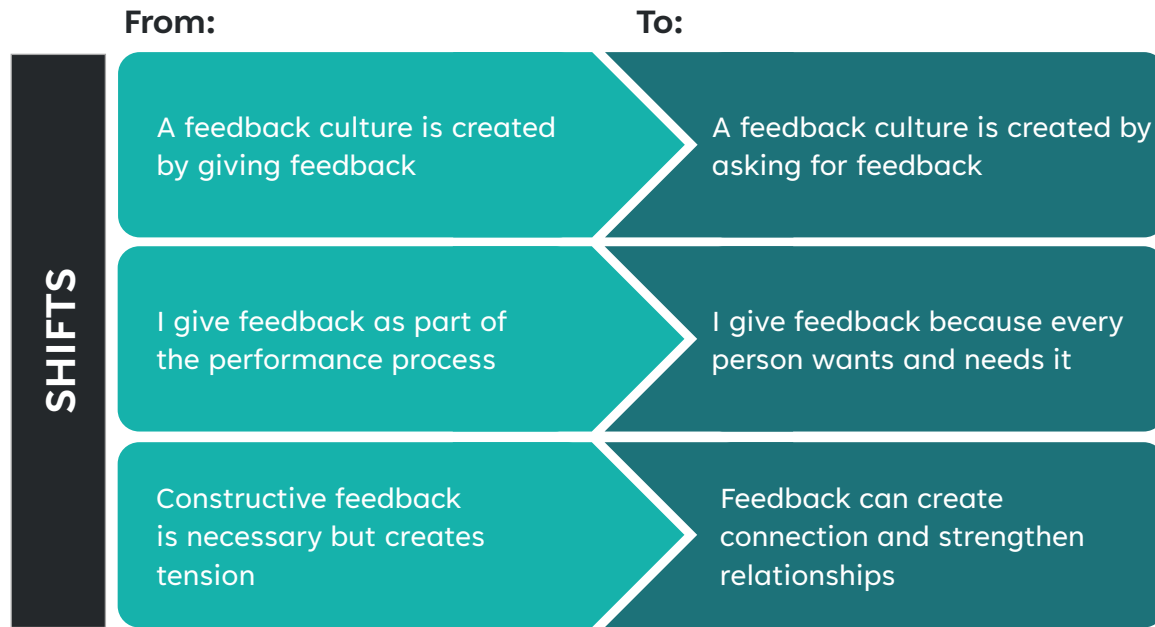 From:
To:
SHIFTS
A feedback culture is created
by giving feedback
A feedback culture is created by
asking for feedback
I give feedback as part of
the performance process
I give feedback because every
person wants and needs it
Constructive feedback
is necessary but creates
tension
Feedback can create
connection and strengthen
relationships